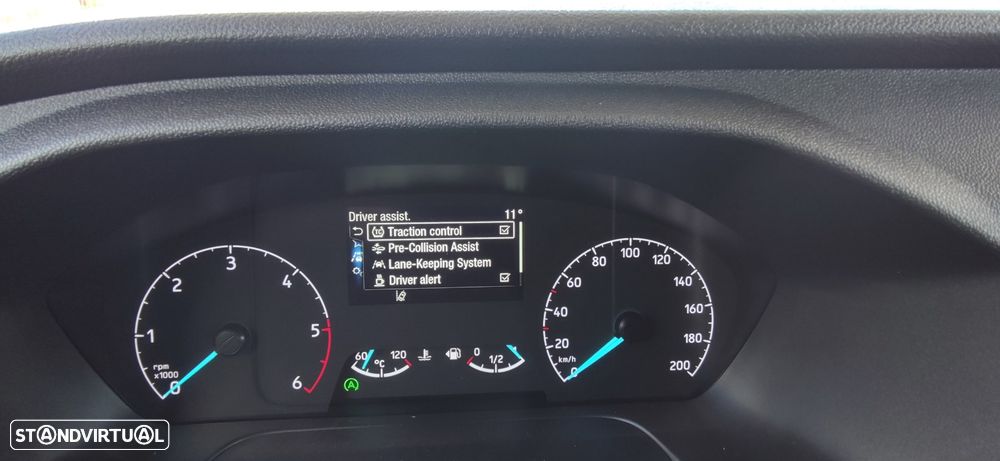 Driver assist. 11°
TC Traction control
Pre-Collision Assist
Lane-Keeping System
Driver alert
0 1 2 3 4 5 6
rpm
x1000
60 °C 120
0 1/2
A
0 20 40 60 80 100 120 140 160 180 200
km/h
STANDVIRTUAL